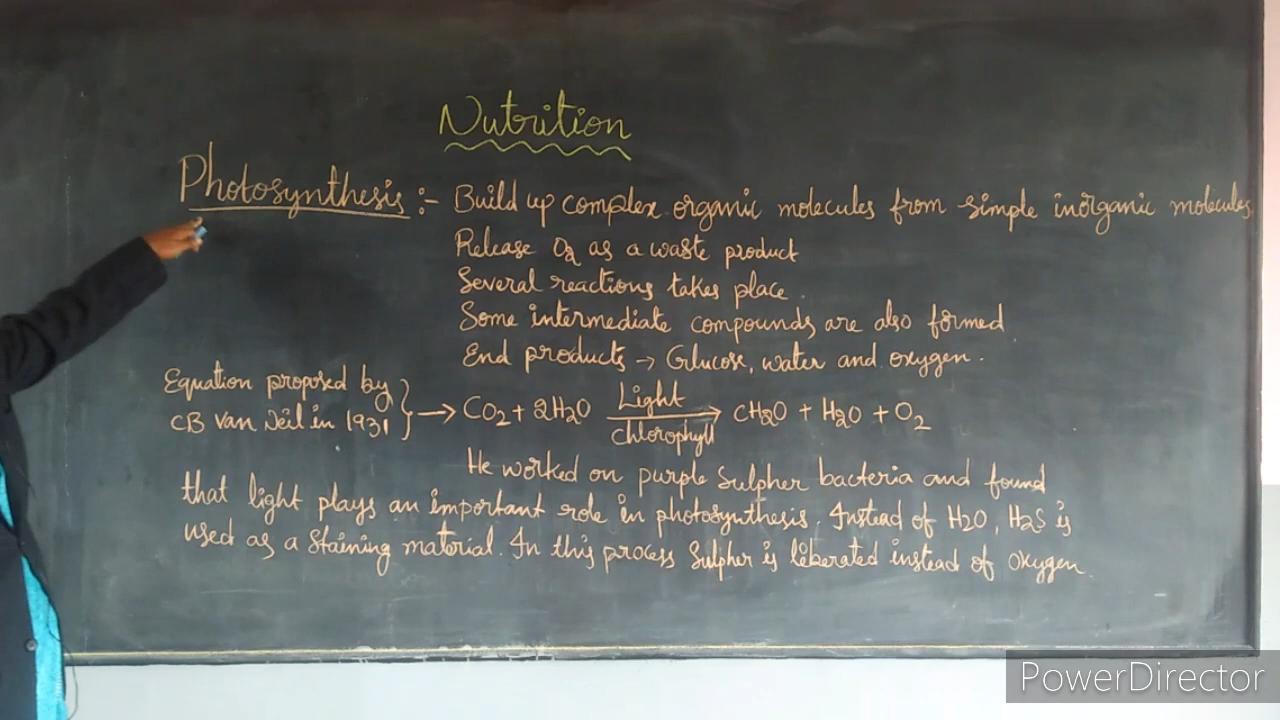 Nutrition
Photosynthesis :- Build up complex organic molecules from simple inorganic molecules.
Release O2 as a waste product
Several reactions takes place.
Some intermediate compounds are also formed
End products → Glucose, water and oxygen.
Equation proposed by
CB Van Neil in 1931 } → CO2 + 2H2O Light
chlorophyll → CH2O + H2O + O2
He worked on purple Sulpher bacteria and found
that light plays an important role in photosynthesis. Instead of H2O, H2S is
used as a Staining material. In this process Sulpher is leberated instead of oxygen.
PowerDirector